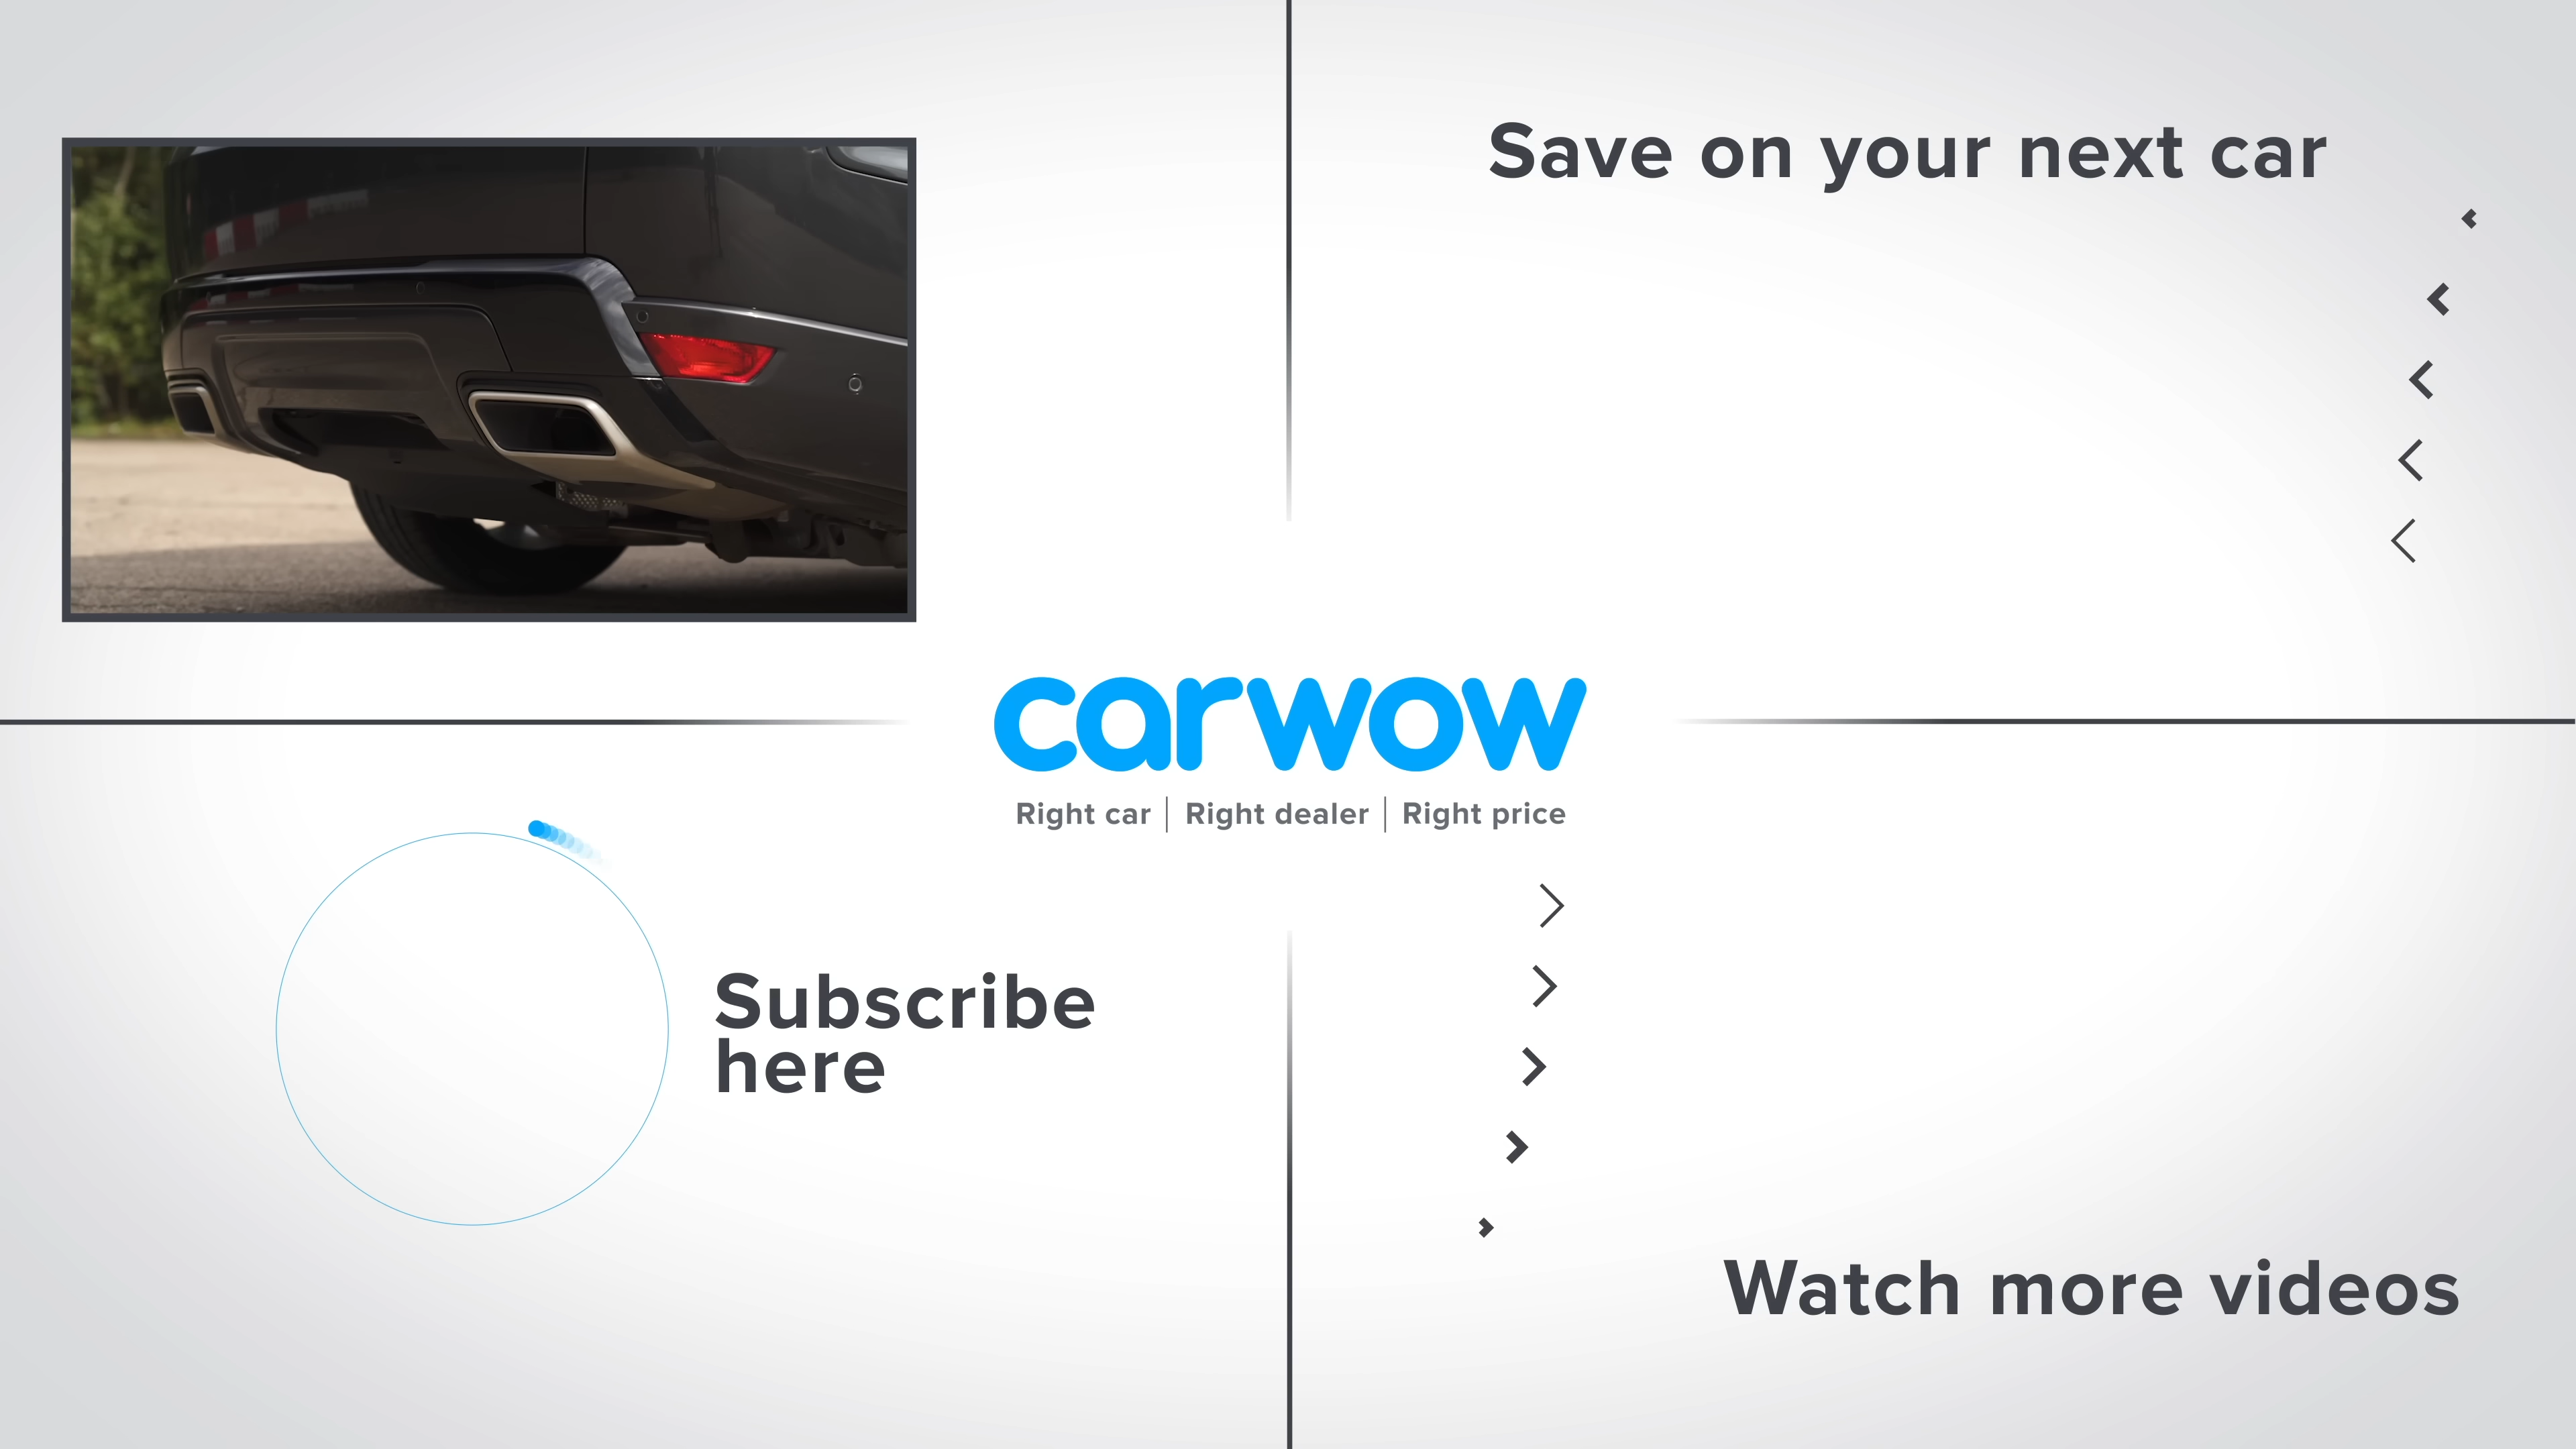 Save on your next car
carwow
Right car | Right dealer | Right price
Subscribe
here
Watch more videos